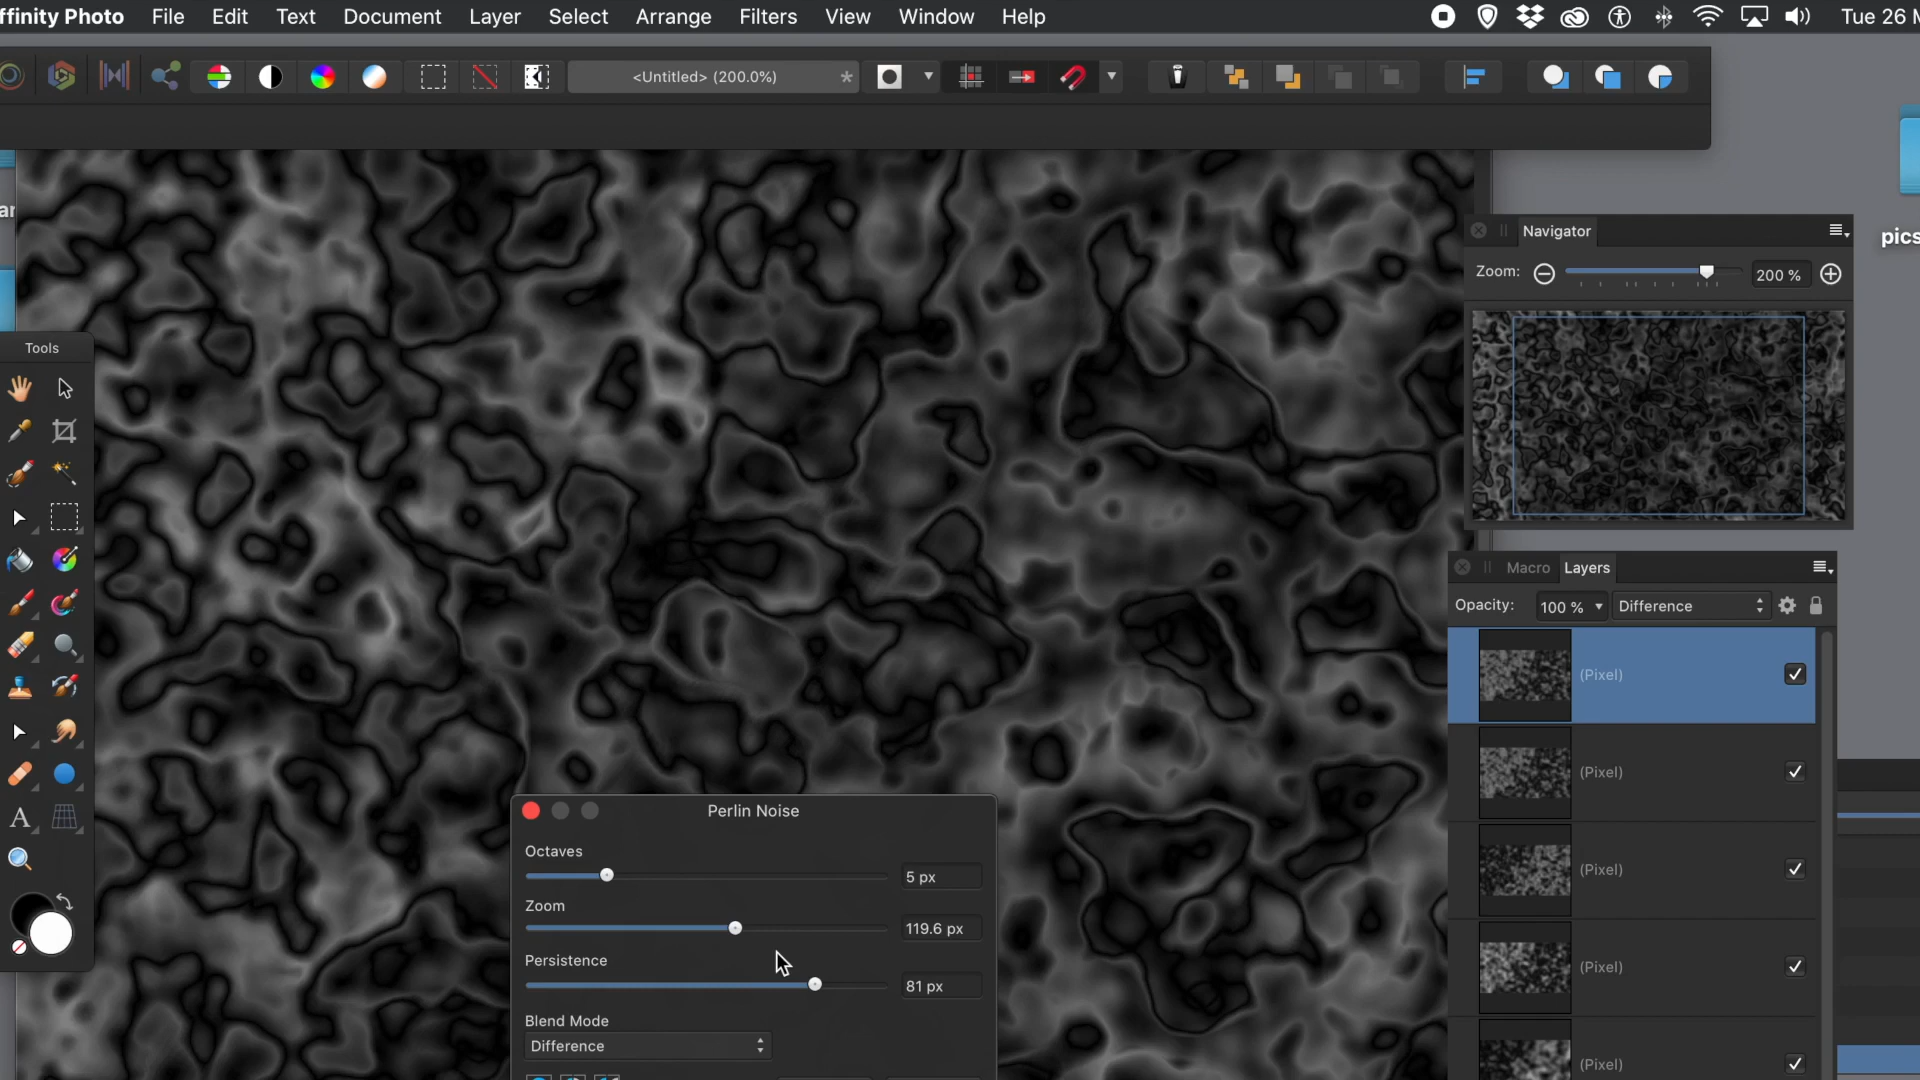 ffinity Photo File Edit Text Document Layer Select Arrange Filters View Window Help Tue 26 M
<Untitled> (200.0%) *
ar
pics
Navigator
Zoom: 200 %
Tools
Macro Layers
Opacity: 100 % Difference
(Pixel)
(Pixel)
(Pixel)
(Pixel)
(Pixel)
A
Perlin Noise
Octaves
5 px
Zoom
119.6 px
Persistence
81 px
Blend Mode
Difference